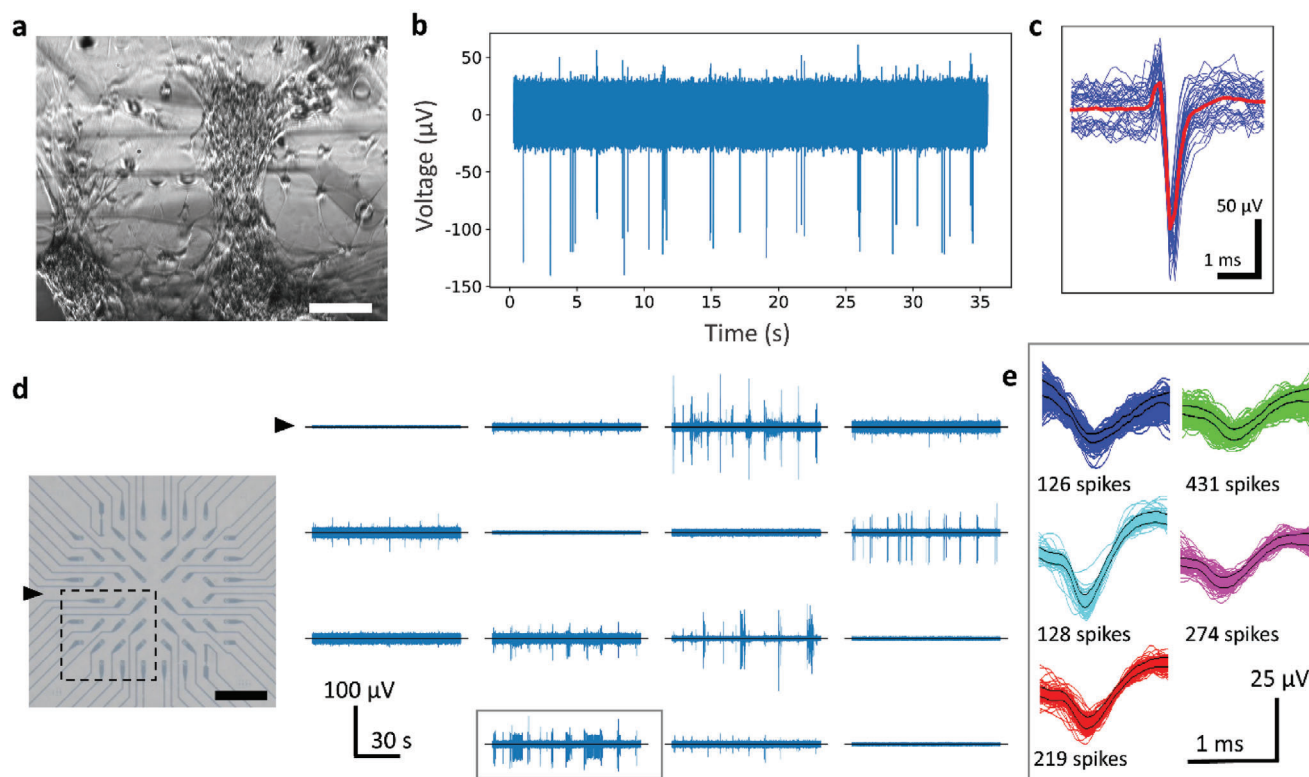 a
b
50
0
-50
-100
-150
Voltage (µV)
0 5 10 15 20 25 30 35
Time (s)
c
50 µV
1 ms
d
100 µV
30 s
e
126 spikes
431 spikes
128 spikes
274 spikes
219 spikes
25 µV
1 ms